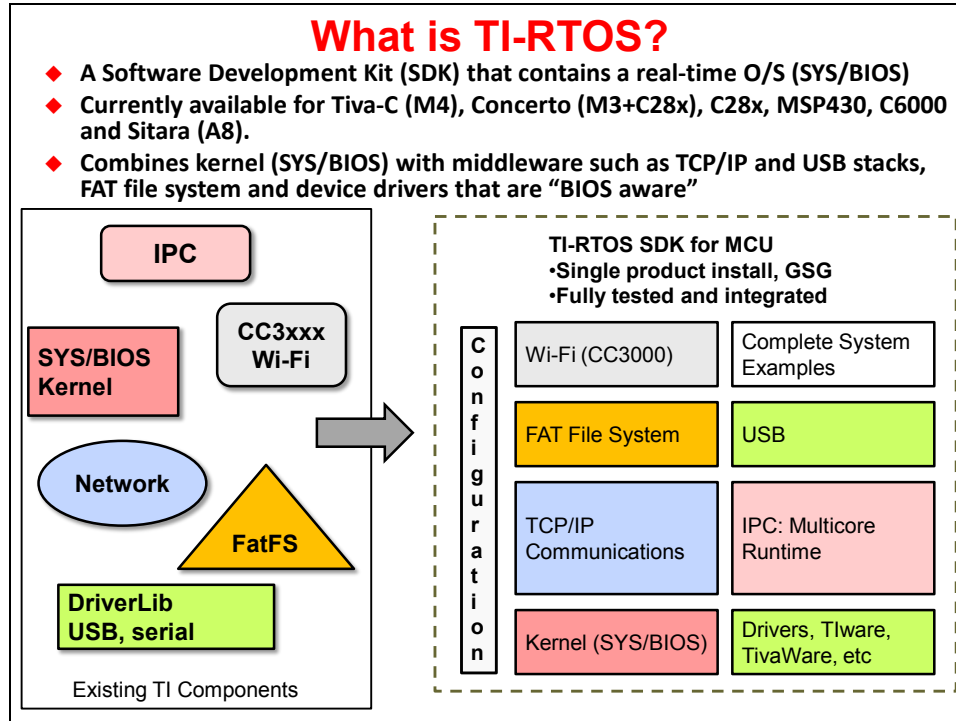 What is TI-RTOS?
◆ A Software Development Kit (SDK) that contains a real-time O/S (SYS/BIOS)
◆ Currently available for Tiva-C (M4), Concerto (M3+C28x), C28x, MSP430, C6000
and Sitara (A8).
◆ Combines kernel (SYS/BIOS) with middleware such as TCP/IP and USB stacks,
FAT file system and device drivers that are “BIOS aware”
IPC
CC3xxx
Wi-Fi
SYS/BIOS
Kernel
Network
FatFS
DriverLib
USB, serial
Existing TI Components
TI-RTOS SDK for MCU
•Single product install, GSG
•Fully tested and integrated
Configuration
Wi-Fi (CC3000)
Complete System
Examples
FAT File System
USB
TCP/IP
Communications
IPC: Multicore
Runtime
Kernel (SYS/BIOS)
Drivers, TIware,
TivaWare, etc